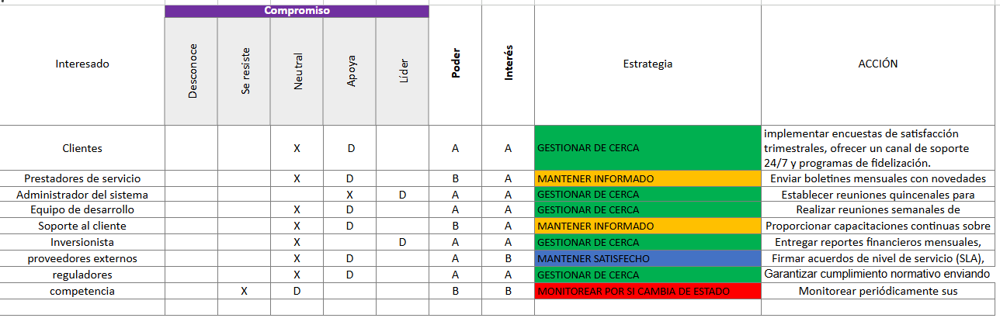 Compromiso
Interesado Desconoce Se resiste Neutral Apoya Líder Poder Interés Estrategia ACCIÓN
Clientes X D A A GESTIONAR DE CERCA implementar encuestas de satisfacción
trimestrales, ofrecer un canal de soporte
24/7 y programas de fidelización.
Prestadores de servicio X D B A MANTENER INFORMADO Enviar boletines mensuales con novedades
Administrador del sistema X D A A GESTIONAR DE CERCA Establecer reuniones quincenales para
Equipo de desarrollo X D A A GESTIONAR DE CERCA Realizar reuniones semanales de
Soporte al cliente X D B A MANTENER INFORMADO Proporcionar capacitaciones continuas sobre
Inversionista X D A A GESTIONAR DE CERCA Entregar reportes financieros mensuales,
proveedores externos X D A B MANTENER SATISFECHO Firmar acuerdos de nivel de servicio (SLA),
reguladores X D A A GESTIONAR DE CERCA Garantizar cumplimiento normativo enviando
competencia X D B B MONITOREAR POR SI CAMBIA DE ESTADO Monitorear periódicamente sus